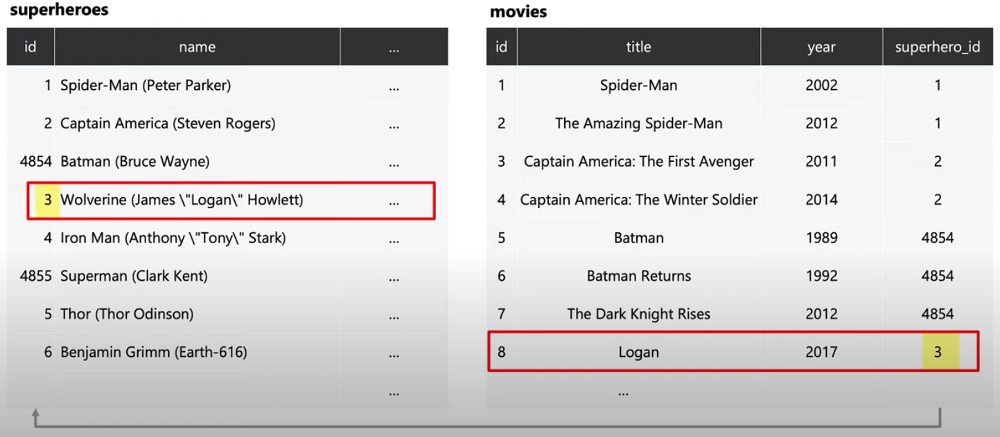 superheroes
id name ...
1 Spider-Man (Peter Parker) ...
2 Captain America (Steven Rogers) ...
4854 Batman (Bruce Wayne) ...
3 Wolverine (James \"Logan\" Howlett) ...
4 Iron Man (Anthony \"Tony\" Stark) ...
4855 Superman (Clark Kent) ...
5 Thor (Thor Odinson) ...
6 Benjamin Grimm (Earth-616) ...
...
movies
id title year superhero_id
1 Spider-Man 2002 1
2 The Amazing Spider-Man 2012 1
3 Captain America: The First Avenger 2011 2
4 Captain America: The Winter Soldier 2014 2
5 Batman 1989 4854
6 Batman Returns 1992 4854
7 The Dark Knight Rises 2012 4854
8 Logan 2017 3
...